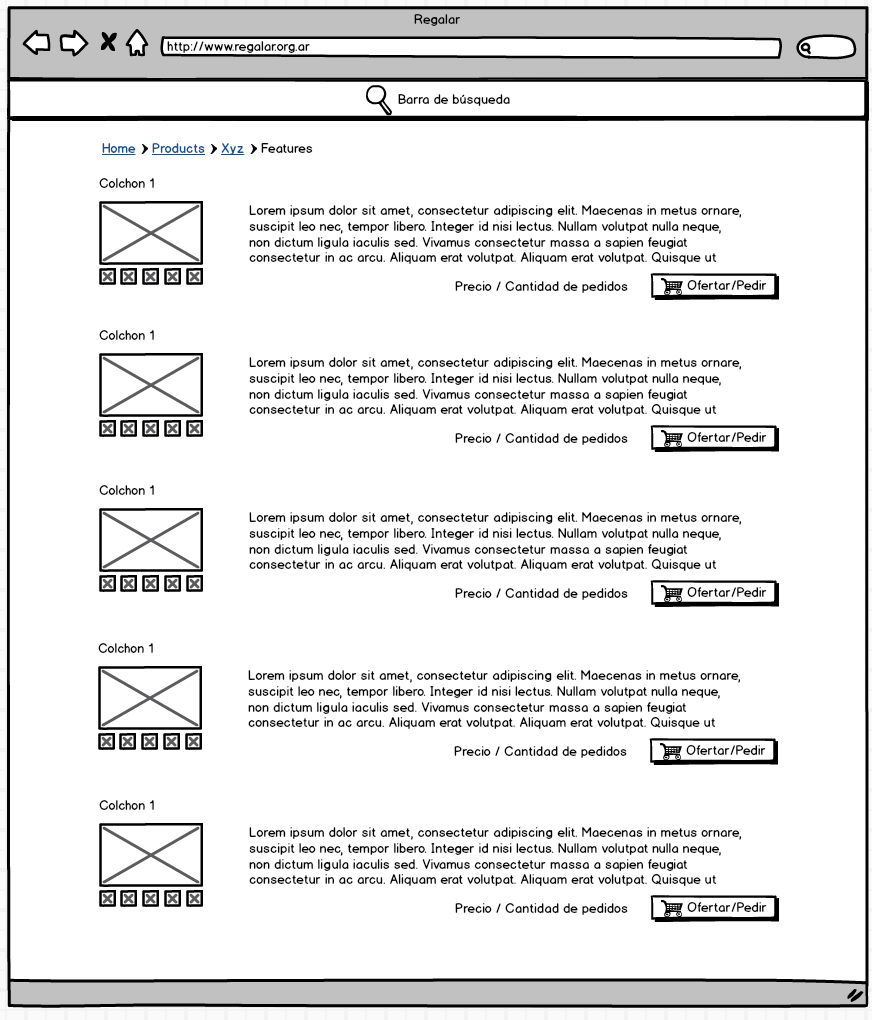 Regalar
http://www.regalar.org.ar
Barra de búsqueda
Home Products Xyz Features
Colchon 1
Lorem ipsum dolor sit amet, consectetur adipiscing elit. Maecenas in metus ornare,
suscipit leo nec, tempor libero. Integer id nisi lectus. Nullam volutpat nulla neque,
non dictum ligula iaculis sed. Vivamus consectetur massa a sapien feugiat
consectetur in ac arcu. Aliquam erat volutpat. Aliquam erat volutpat. Quisque ut
Precio / Cantidad de pedidos Ofertar/Pedir
Colchon 1
Lorem ipsum dolor sit amet, consectetur adipiscing elit. Maecenas in metus ornare,
suscipit leo nec, tempor libero. Integer id nisi lectus. Nullam volutpat nulla neque,
non dictum ligula iaculis sed. Vivamus consectetur massa a sapien feugiat
consectetur in ac arcu. Aliquam erat volutpat. Aliquam erat volutpat. Quisque ut
Precio / Cantidad de pedidos Ofertar/Pedir
Colchon 1
Lorem ipsum dolor sit amet, consectetur adipiscing elit. Maecenas in metus ornare,
suscipit leo nec, tempor libero. Integer id nisi lectus. Nullam volutpat nulla neque,
non dictum ligula iaculis sed. Vivamus consectetur massa a sapien feugiat
consectetur in ac arcu. Aliquam erat volutpat. Aliquam erat volutpat. Quisque ut
Precio / Cantidad de pedidos Ofertar/Pedir
Colchon 1
Lorem ipsum dolor sit amet, consectetur adipiscing elit. Maecenas in metus ornare,
suscipit leo nec, tempor libero. Integer id nisi lectus. Nullam volutpat nulla neque,
non dictum ligula iaculis sed. Vivamus consectetur massa a sapien feugiat
consectetur in ac arcu. Aliquam erat volutpat. Aliquam erat volutpat. Quisque ut
Precio / Cantidad de pedidos Ofertar/Pedir
Colchon 1
Lorem ipsum dolor sit amet, consectetur adipiscing elit. Maecenas in metus ornare,
suscipit leo nec, tempor libero. Integer id nisi lectus. Nullam volutpat nulla neque,
non dictum ligula iaculis sed. Vivamus consectetur massa a sapien feugiat
consectetur in ac arcu. Aliquam erat volutpat. Aliquam erat volutpat. Quisque ut
Precio / Cantidad de pedidos Ofertar/Pedir